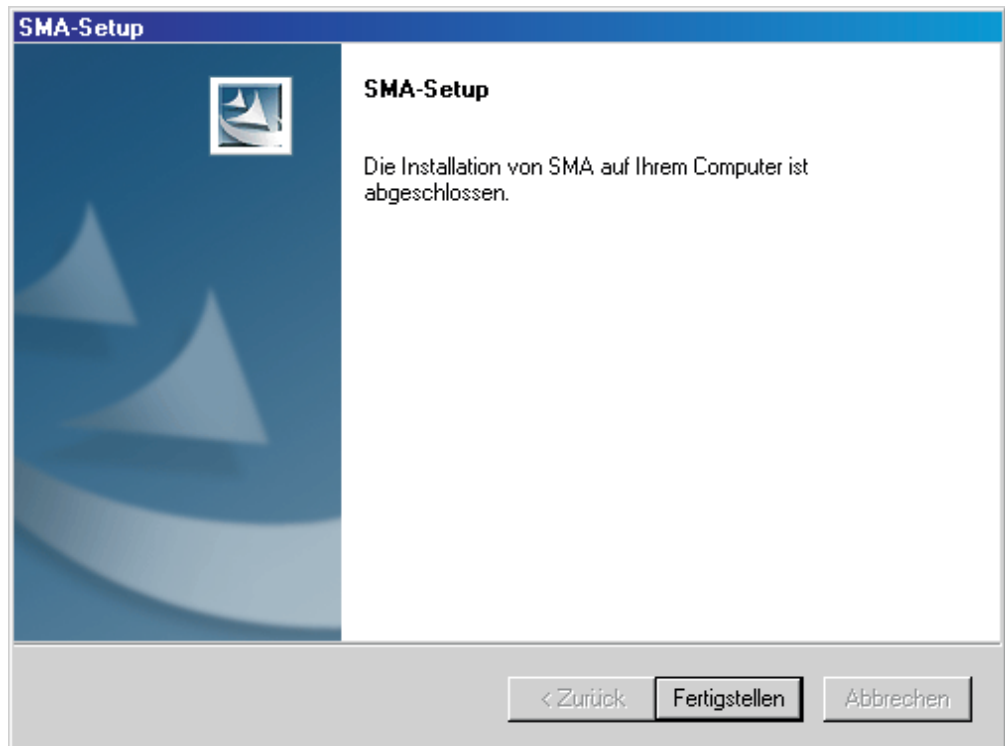 SMA-Setup
SMA-Setup
Die Installation von SMA auf Ihrem Computer ist
abgeschlossen.
< Zurück
Fertigstellen
Abbrechen